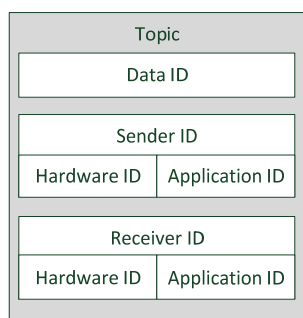 Topic
Data ID
Sender ID
Hardware ID Application ID
Receiver ID
Hardware ID Application ID